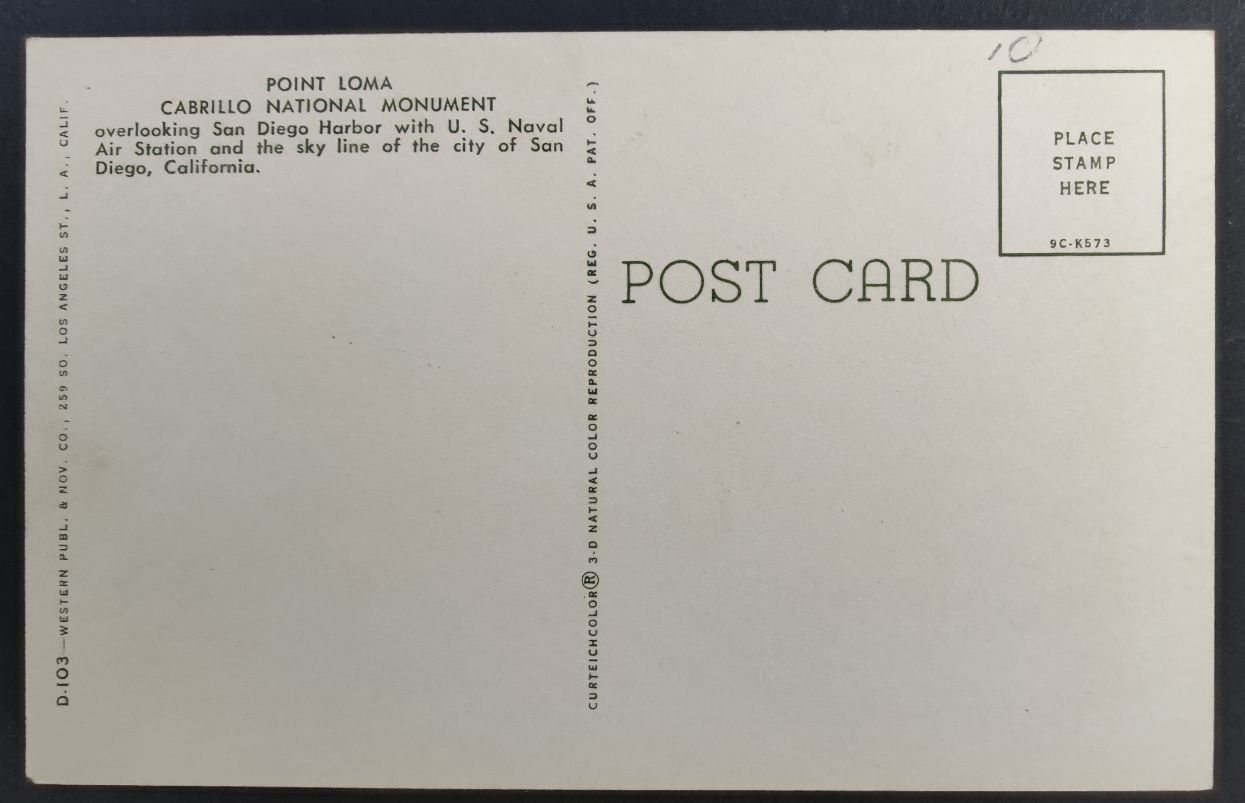 10
POINT LOMA
CABRILLO NATIONAL MONUMENT
overlooking San Diego Harbor with U. S. Naval
Air Station and the sky line of the city of San
Diego, California.
D-103—WESTERN PUBL. & NOV. CO., 259 SO. LOS ANGELES ST., L. A., CALIF.
CURTEICHCOLOR® 3-D NATURAL COLOR REPRODUCTION (REG. U. S. A. PAT. OFF.)
PLACE
STAMP
HERE
9C-K573
POST CARD